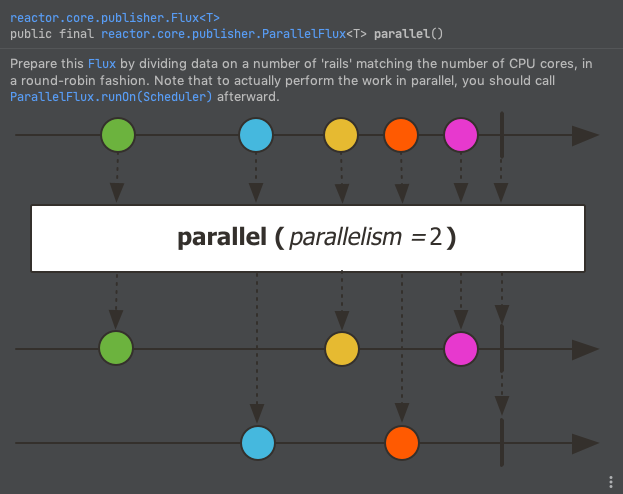 reactor.core.publisher.Flux<T>
public final reactor.core.publisher.ParallelFlux<T> parallel()
Prepare this Flux by dividing data on a number of 'rails' matching the number of CPU cores, in
a round-robin fashion. Note that to actually perform the work in parallel, you should call
ParallelFlux.runOn(Scheduler) afterward.
parallel (parallelism = 2)